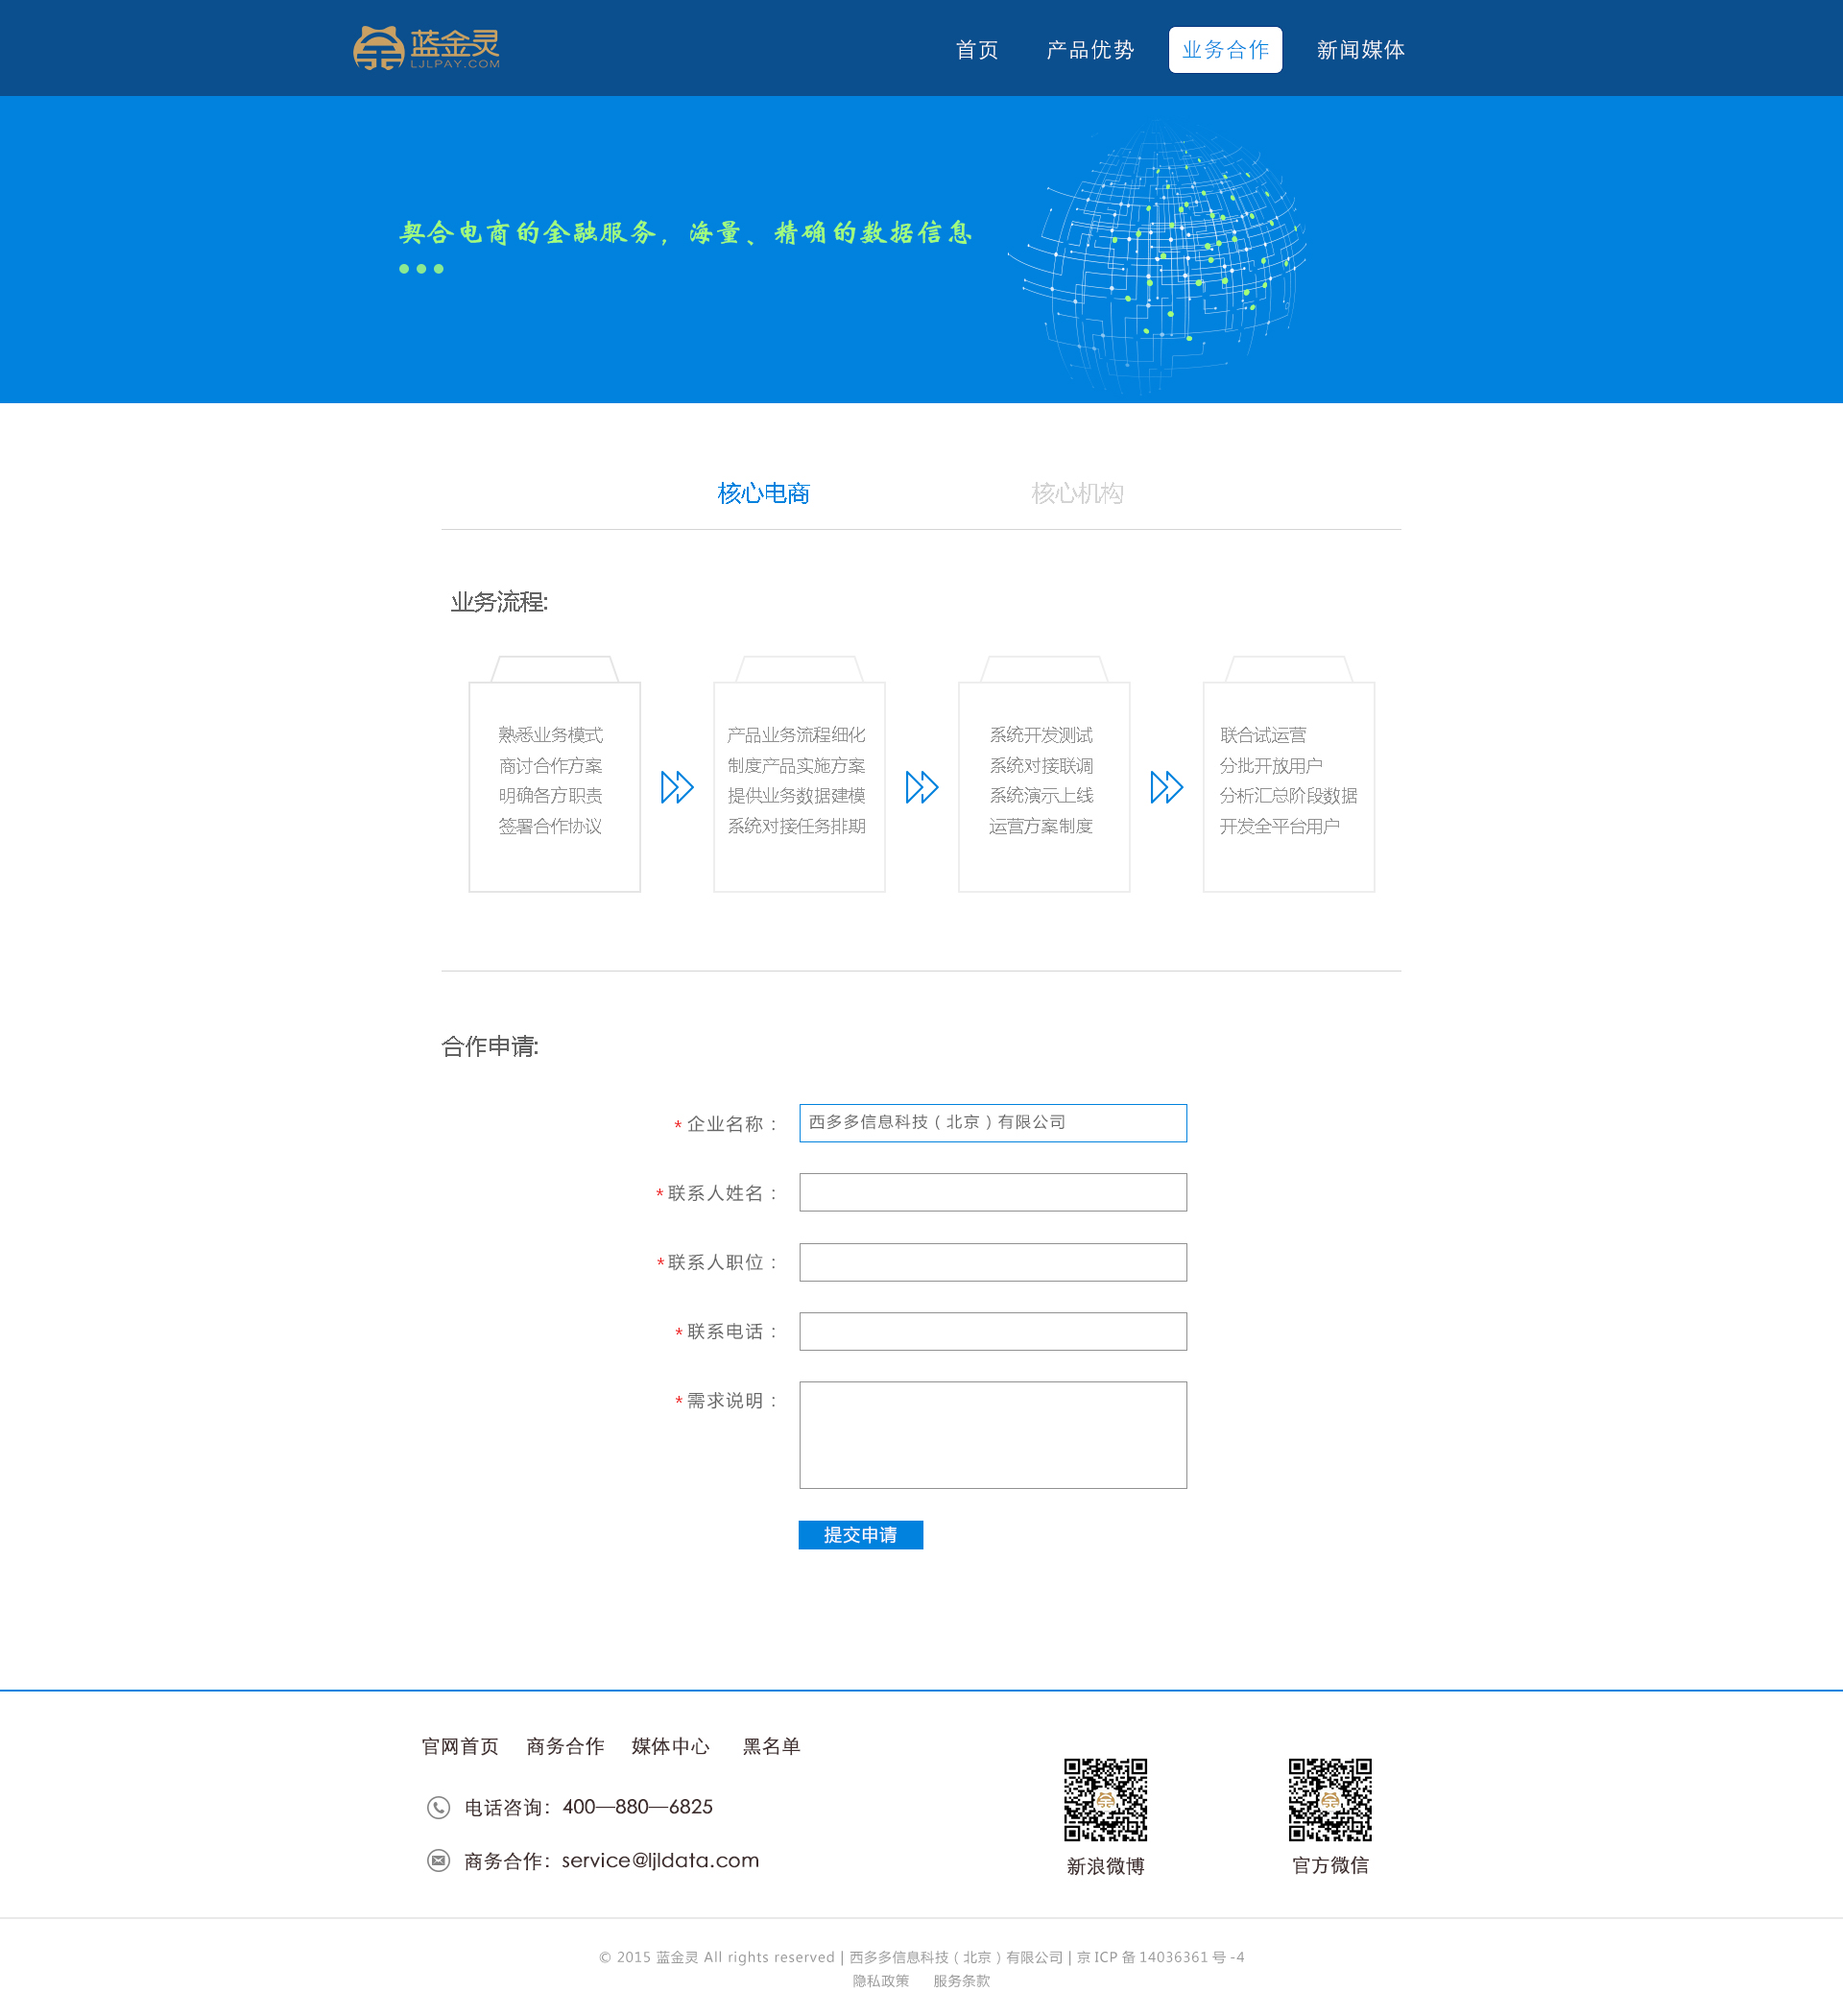 蓝金灵
LJLPAY.COM
首页 产品优势 业务合作 新闻媒体
契合电商的金融服务，海量、精确的数据信息
核心电商 核心机构
业务流程:
熟悉业务模式
商讨合作方案
明确各方职责
签署合作协议
产品业务流程细化
制度产品实施方案
提供业务数据建模
系统对接任务排期
系统开发测试
系统对接联调
系统演示上线
运营方案制度
联合试运营
分批开放用户
分析汇总阶段数据
开发全平台用户
合作申请:
* 企业名称： 西多多信息科技（北京）有限公司
* 联系人姓名：
* 联系人职位：
* 联系电话：
* 需求说明：
提交申请
官网首页 商务合作 媒体中心 黑名单
电话咨询：400—880—6825
商务合作：service@ljldata.com
新浪微博 官方微信
© 2015 蓝金灵 All rights reserved | 西多多信息科技（北京）有限公司 | 京 ICP 备 14036361 号 -4
隐私政策 服务条款